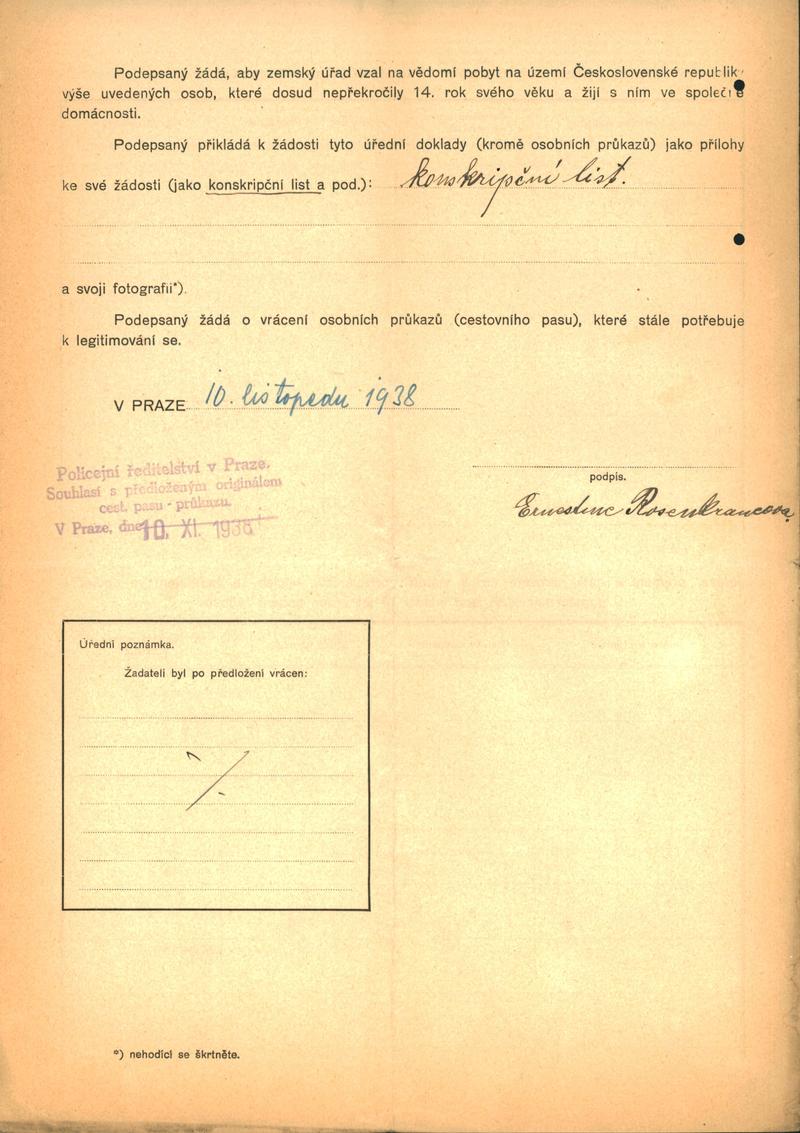 Podepsaný žádá, aby zemský úřad vzal na vědomí pobyt na území Československé republik
výše uvedených osob, které dosud nepřekročily 14. rok svého věku a žijí s ním ve společ
domácnosti.
Podepsaný přikládá k žádosti tyto úřední doklady (kromě osobních průkazů) jako přílohy
ke své žádosti (jako konskripční list a pod.): konskripční list.
a svoji fotografii*).
Podepsaný žádá o vrácení osobních průkazů (cestovního pasu), které stále potřebuje
k legitimování se.
V PRAZE 10. listopadu 1938
podpis.
Ernestine Rosenkrancova
Policejní ředitelství v Praze.
Souhlasí s předloženým originálem
cest. pasu - průkazu.
V Praze, dne 10. XI. 1938
Úřední poznámka.
Žadateli byl po předložení vrácen:
*) nehodící se škrtněte.